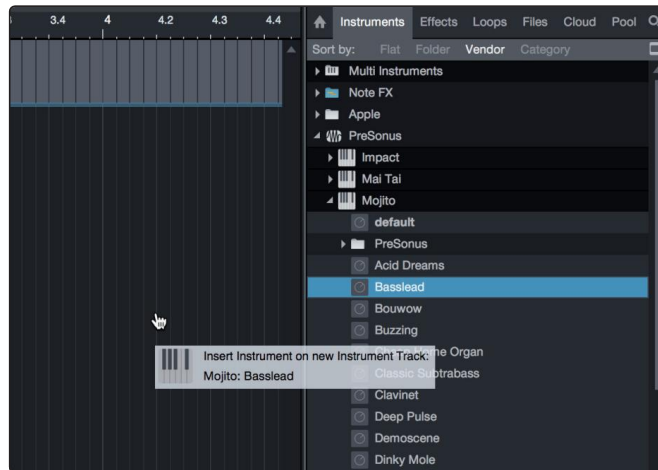 3.4 4 4.2 4.3 4.4
Instruments Effects Loops Files Cloud Pool
Sort by: Flat Folder Vendor Category
Multi Instruments
Note FX
Apple
PreSonus
Impact
Mai Tai
Mojito
default
PreSonus
Acid Dreams
Basslead
Bouwow
Buzzing
Insert Instrument on new Instrument Track:
Mojito: Basslead
Home Organ
Classic Subtrabass
Clavinet
Deep Pulse
Demoscene
Dinky Mole